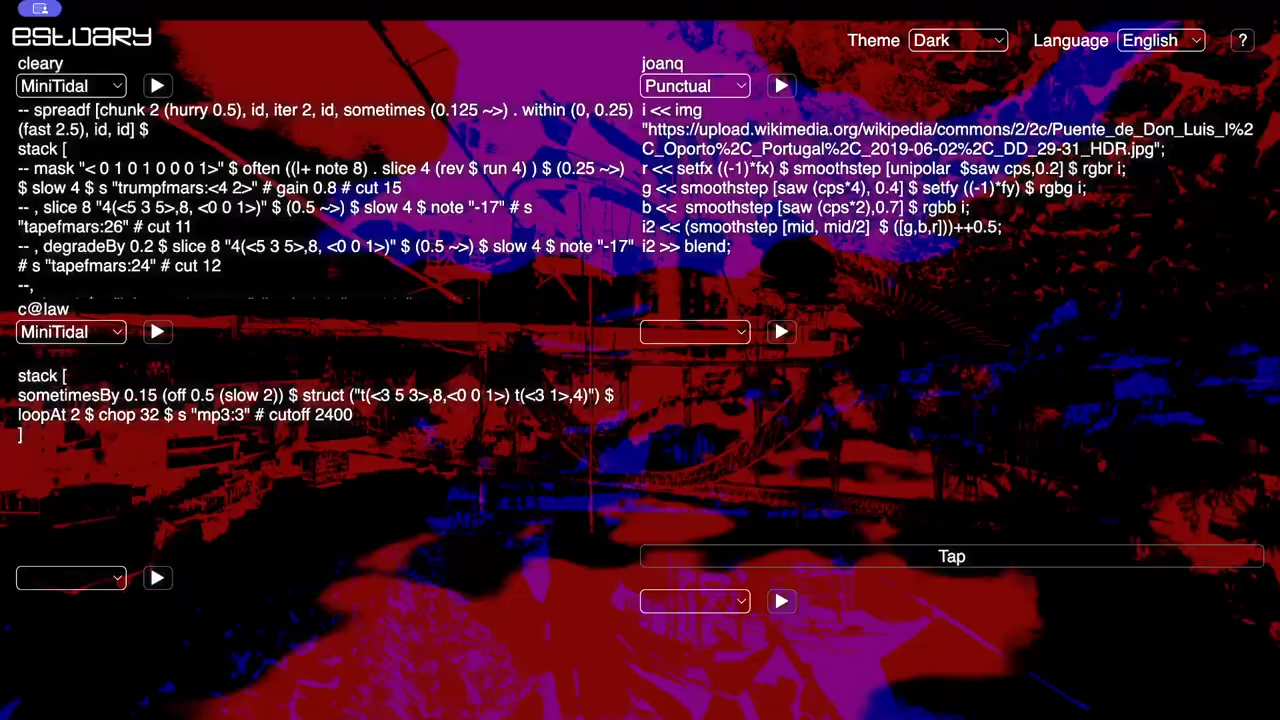 estuary
Theme Dark Language English ?
cleary
MiniTidal
-- spreadf [chunk 2 (hurry 0.5), id, iter 2, id, sometimes (0.125 ~>) . within (0, 0.25)
(fast 2.5), id, id] $
stack [
-- mask "< 0 1 0 1 0 0 0 1>" $ often ((|+ note 8) . slice 4 (rev $ run 4) ) $ (0.25 ~>)
$ slow 4 $ s "trumpfmars:<4 2>" # gain 0.8 # cut 15
-- , slice 8 "4(<5 3 5>,8, <0 0 1>)" $ (0.5 ~>) $ slow 4 $ note "-17" # s
"tapefmars:26" # cut 11
-- , degradeBy 0.2 $ slice 8 "4(<5 3 5>,8, <0 0 1>)" $ (0.5 ~>) $ slow 4 $ note "-17"
# s "tapefmars:24" # cut 12
--,
joanq
Punctual
i << img
"https://upload.wikimedia.org/wikipedia/commons/2/2c/Puente_de_Don_Luis_I%2
C_Oporto%2C_Portugal%2C_2019-06-02%2C_DD_29-31_HDR.jpg";
r << setfx ((-1)*fx) $ smoothstep [unipolar  $saw cps,0.2] $ rgbr i;
g << smoothstep [saw (cps*4), 0.4] $ setfy ((-1)*fy) $ rgbg i;
b <<  smoothstep [saw (cps*2),0.7] $ rgbb i;
i2 << (smoothstep [mid, mid/2]  $ ([g,b,r]))++0.5;
i2 >> blend;
c@law
MiniTidal
stack [
sometimesBy 0.15 (off 0.5 (slow 2)) $ struct ("t(<3 5 3>,8,<0 0 1>) t(<3 1>,4)") $
loopAt 2 $ chop 32 $ s "mp3:3" # cutoff 2400
]
Tap